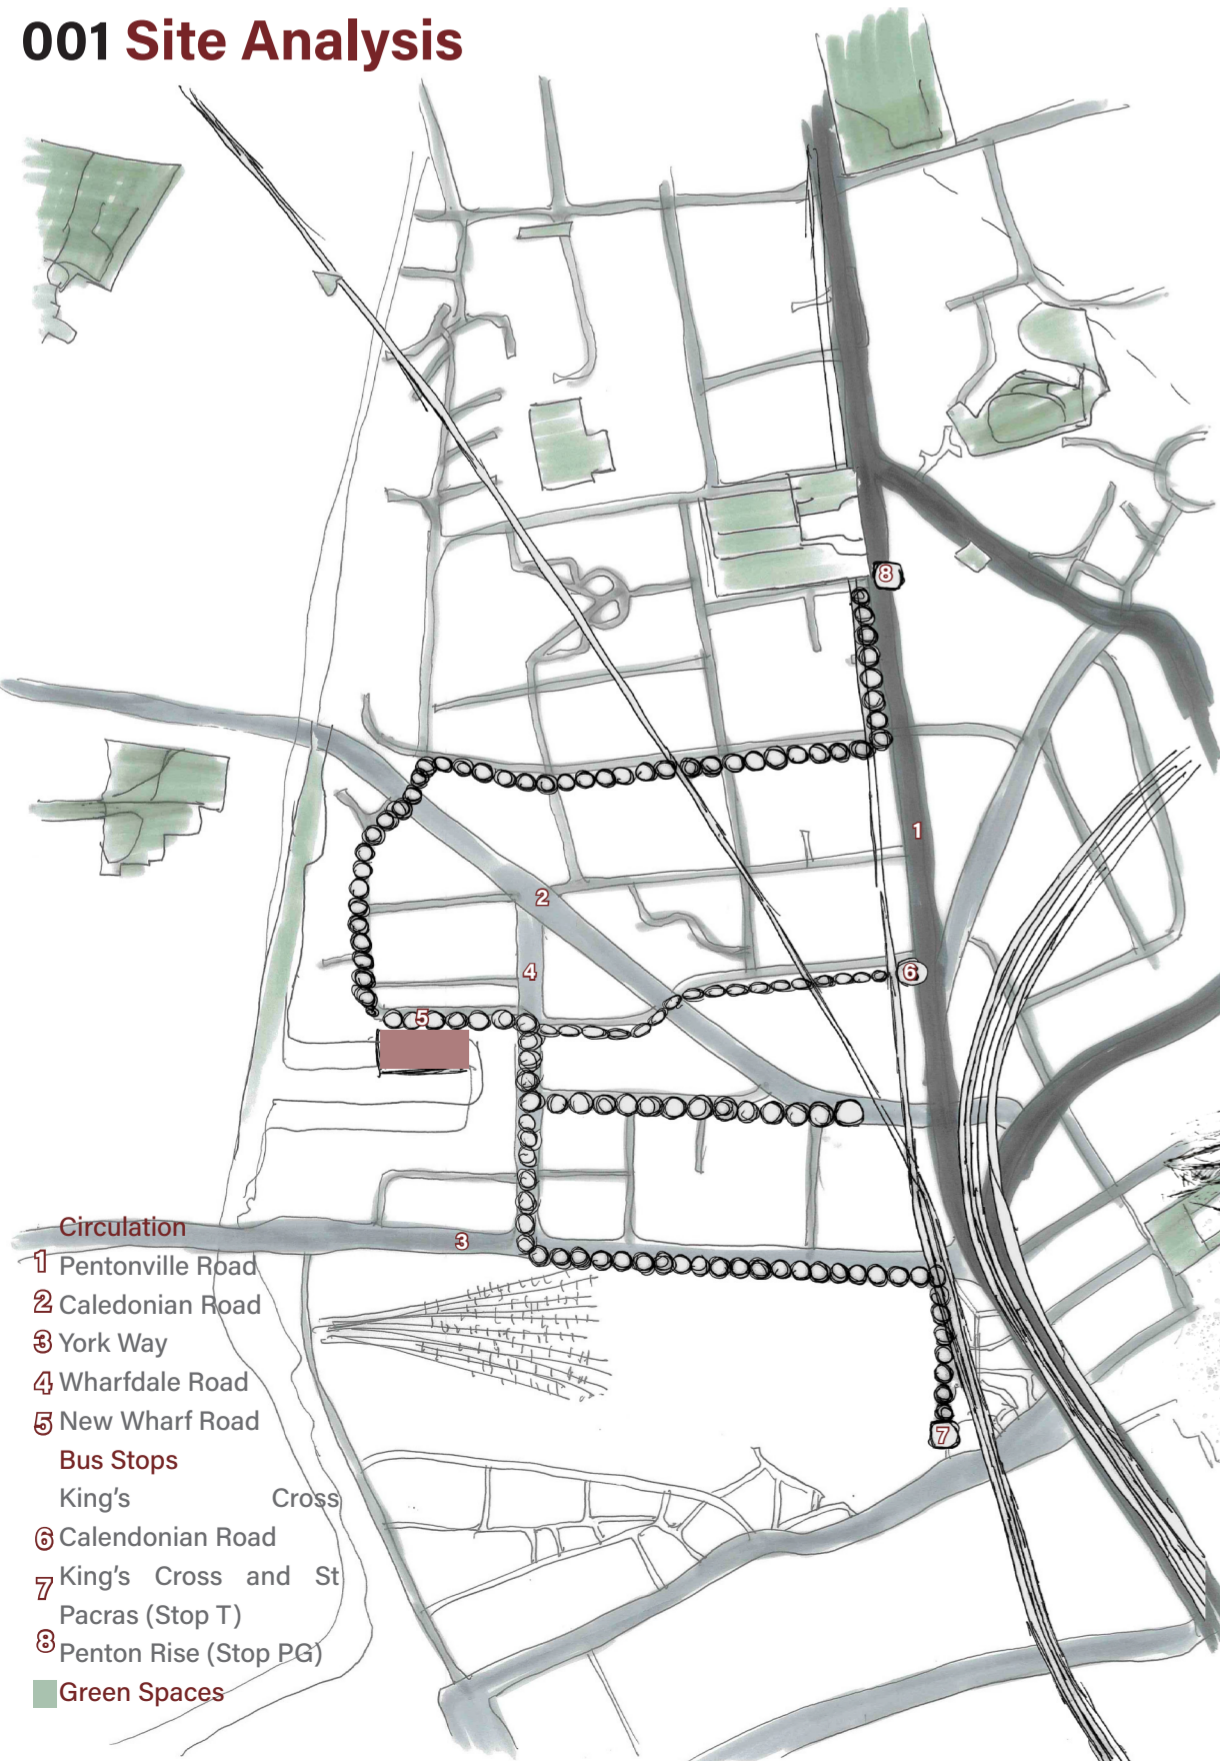 001 Site Analysis
8
1
2
4
6
5
3
7
Circulation
1 Pentonville Road
2 Caledonian Road
3 York Way
4 Wharfdale Road
5 New Wharf Road
Bus Stops
King's Cross
6 Calendonian Road
King's Cross and St
7 Pacras (Stop T)
8 Penton Rise (Stop PG)
Green Spaces